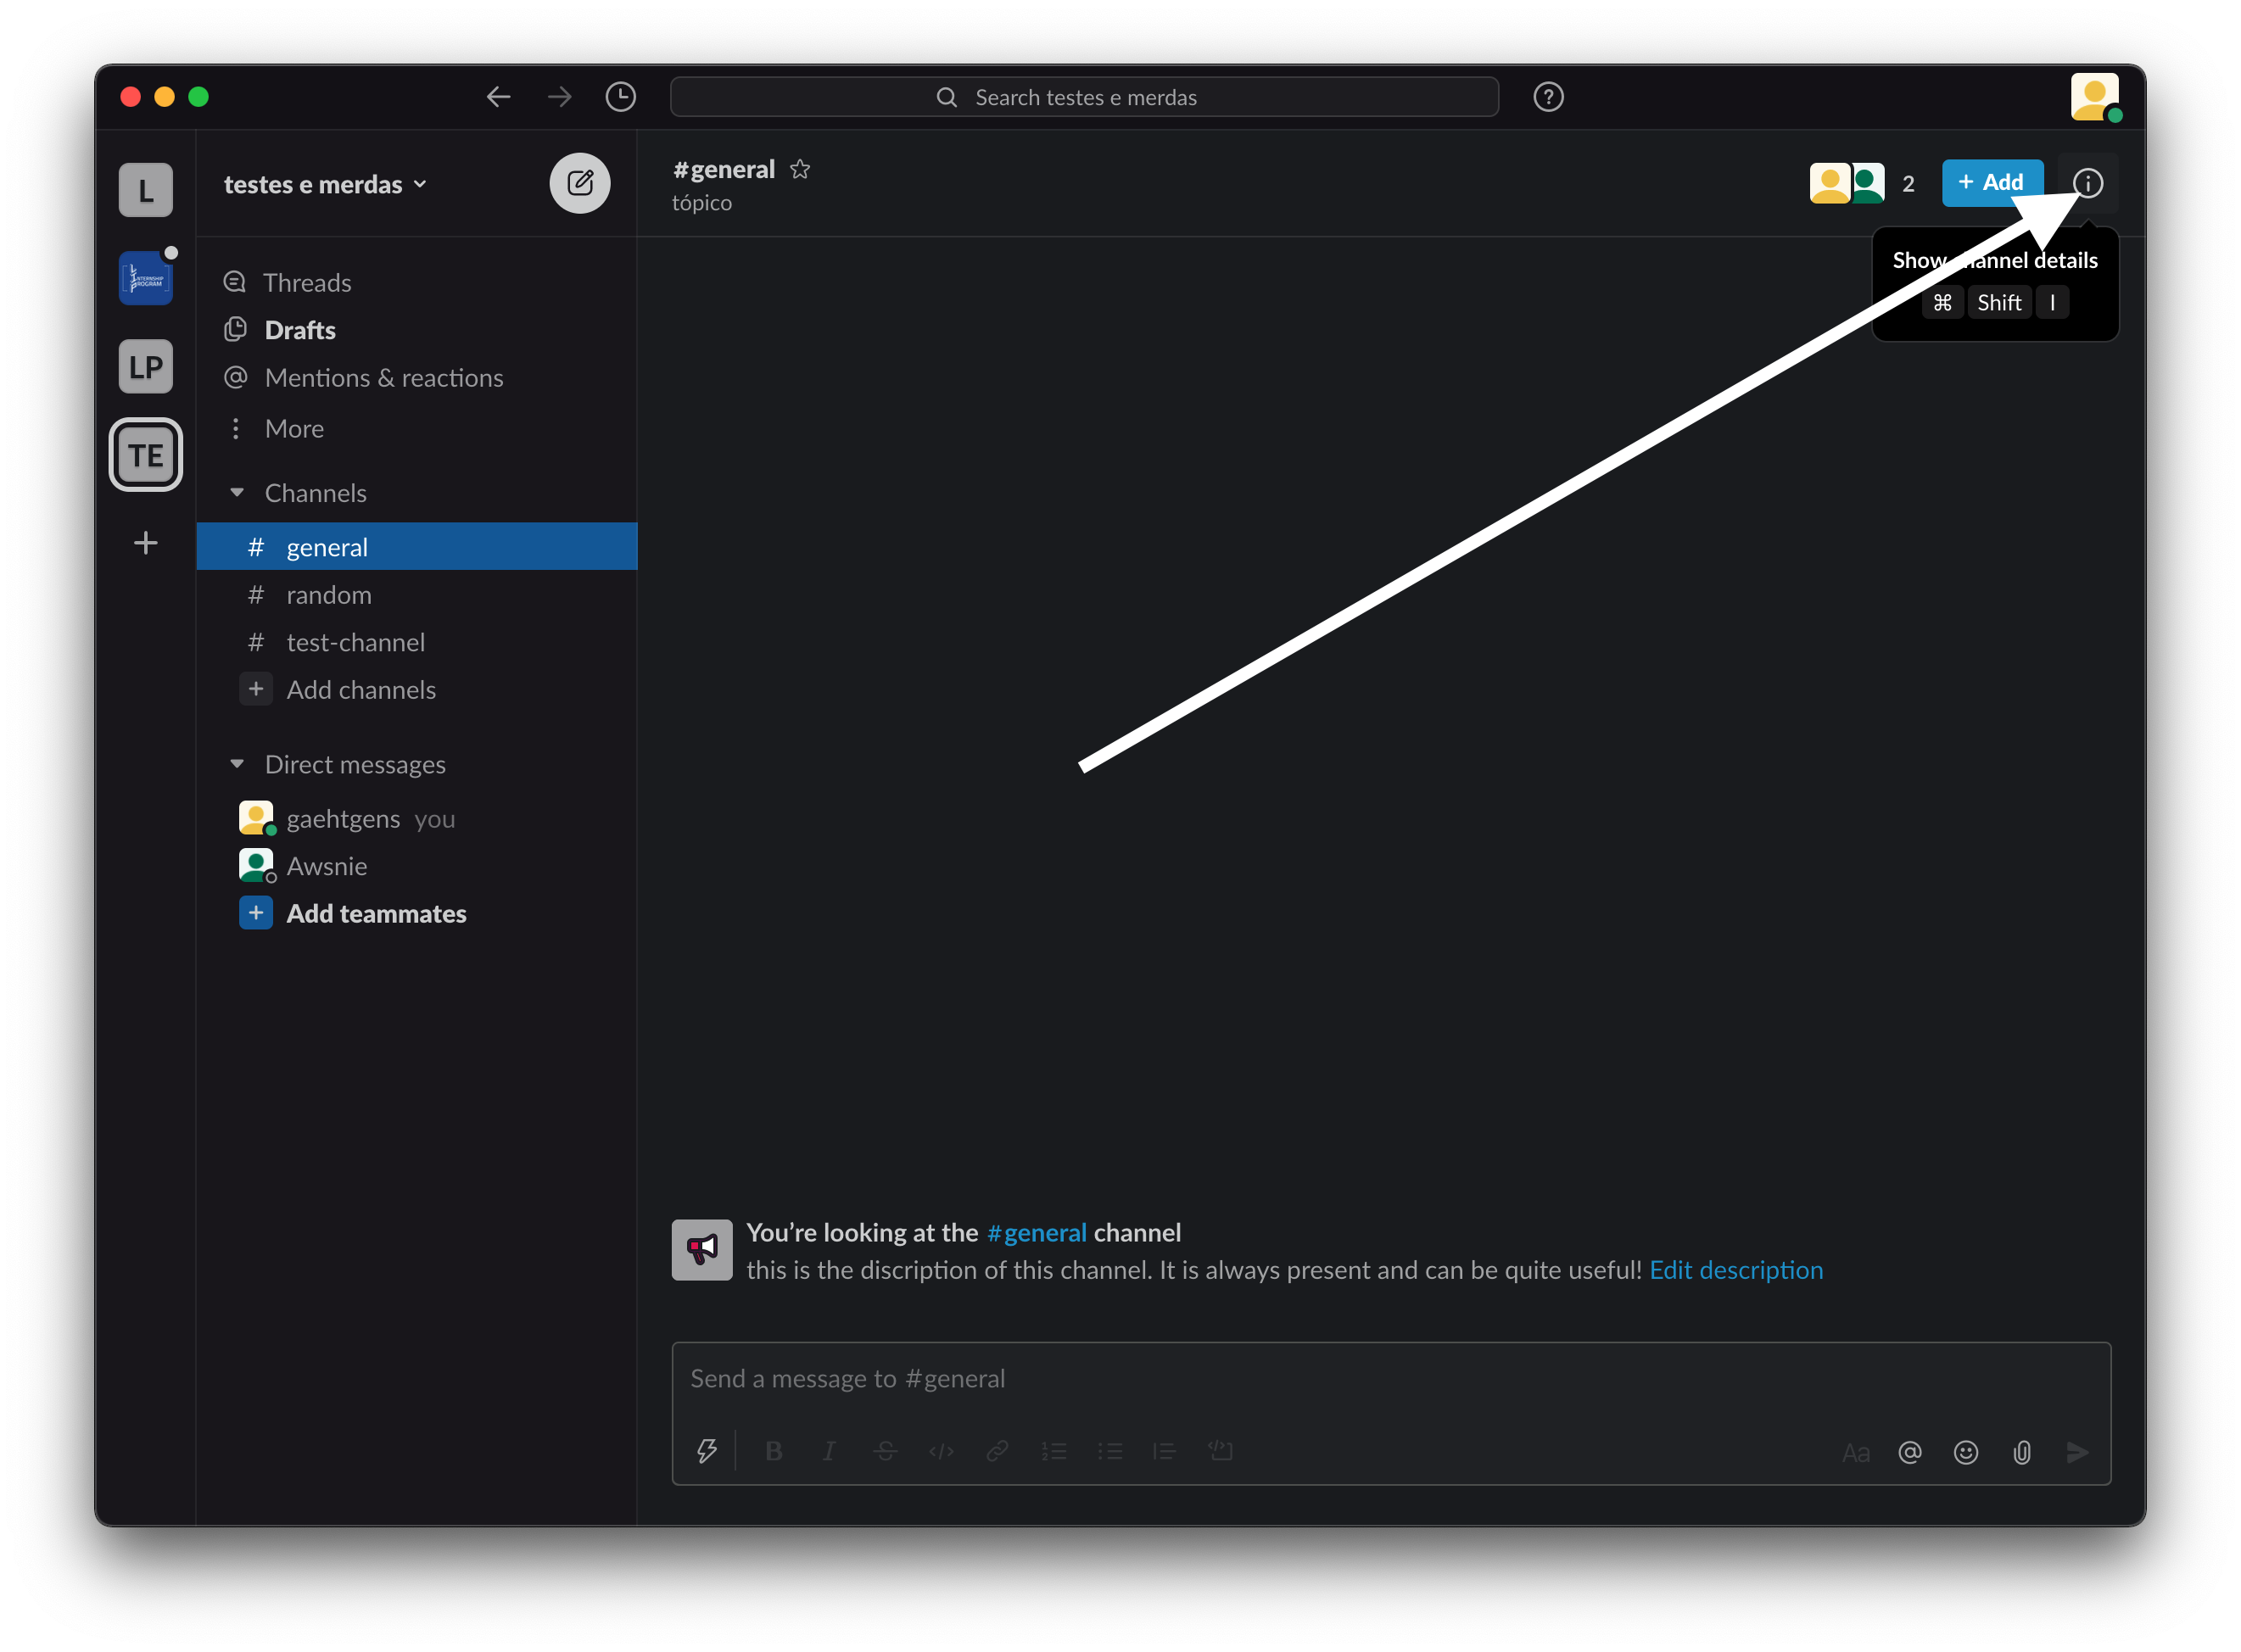 Search testes e merdas
L
INTERNSHIP
PROGRAM
LP
TE
testes e merdas
Threads
Drafts
Mentions & reactions
More
Channels
# general
# random
# test-channel
Add channels
Direct messages
gaehtgens you
Awsnie
Add teammates
#general
tópico
2
+ Add
Show channel details
⌘ Shift I
You’re looking at the #general channel
this is the discription of this channel. It is always present and can be quite useful! Edit description
Send a message to #general
B I S </> Aa @